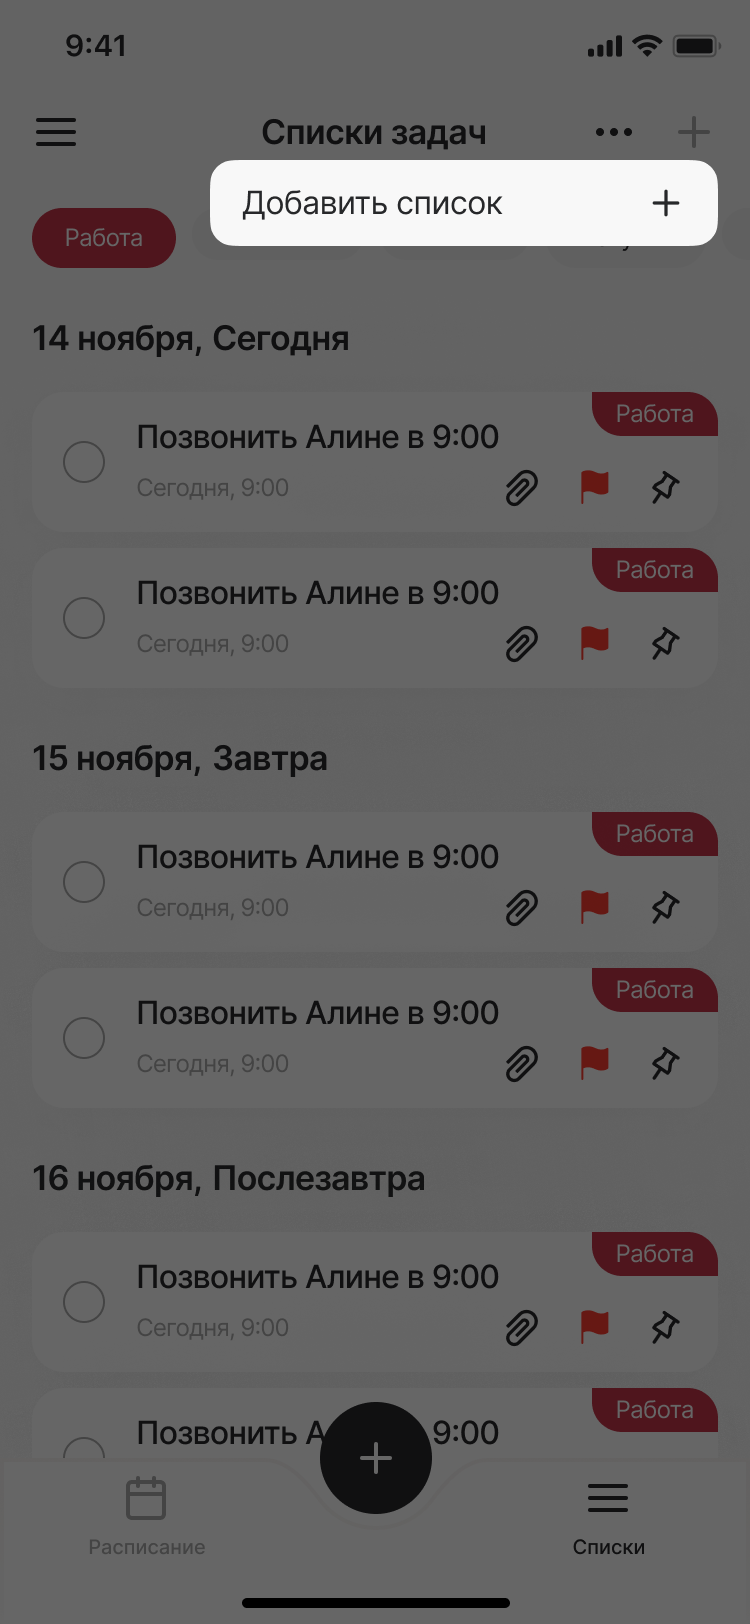 9:41
Списки задач
Добавить список
Работа
14 ноября, Сегодня
Работа
Позвонить Алине в 9:00
Сегодня, 9:00
Работа
Позвонить Алине в 9:00
Сегодня, 9:00
15 ноября, Завтра
Работа
Позвонить Алине в 9:00
Сегодня, 9:00
Работа
Позвонить Алине в 9:00
Сегодня, 9:00
16 ноября, Послезавтра
Работа
Позвонить Алине в 9:00
Сегодня, 9:00
Работа
Позвонить 9:00
Расписание
Списки